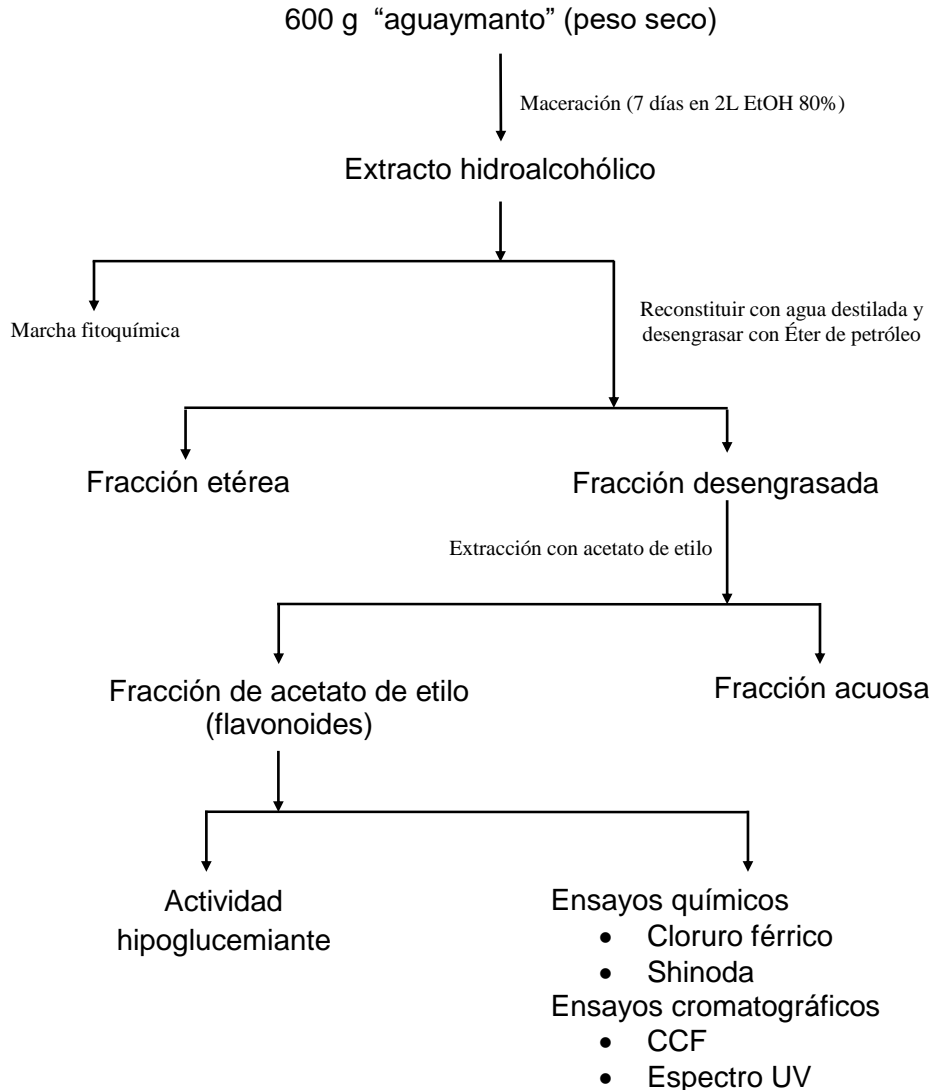 600 g “aguaymanto” (peso seco)
Maceración (7 días en 2L EtOH 80%)
Extracto hidroalcohólico
Marcha fitoquímica
Reconstituir con agua destilada y
desengrasar con Éter de petróleo
Fracción etérea
Fracción desengrasada
Extracción con acetato de etilo
Fracción de acetato de etilo
(flavonoides)
Fracción acuosa
Actividad
hipoglucemiante
Ensayos químicos
• Cloruro férrico
• Shinoda
Ensayos cromatográficos
• CCF
• Espectro UV